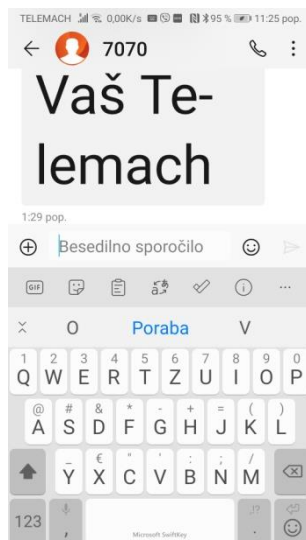 TELEMACH 0,00K/s 95 % 11:25 pop.
7070
Vaš Te-
lemach
1:29 pop.
Besedilno sporočilo
GIF
O Poraba V
1 2 3 4 5 6 7 8 9 0
Q W E R T Z U I O P
@ # & * - + = ( )
A S D F G H J K L
_ € " ' : ; /
Y X C V B N M
123 , Microsoft SwiftKey .